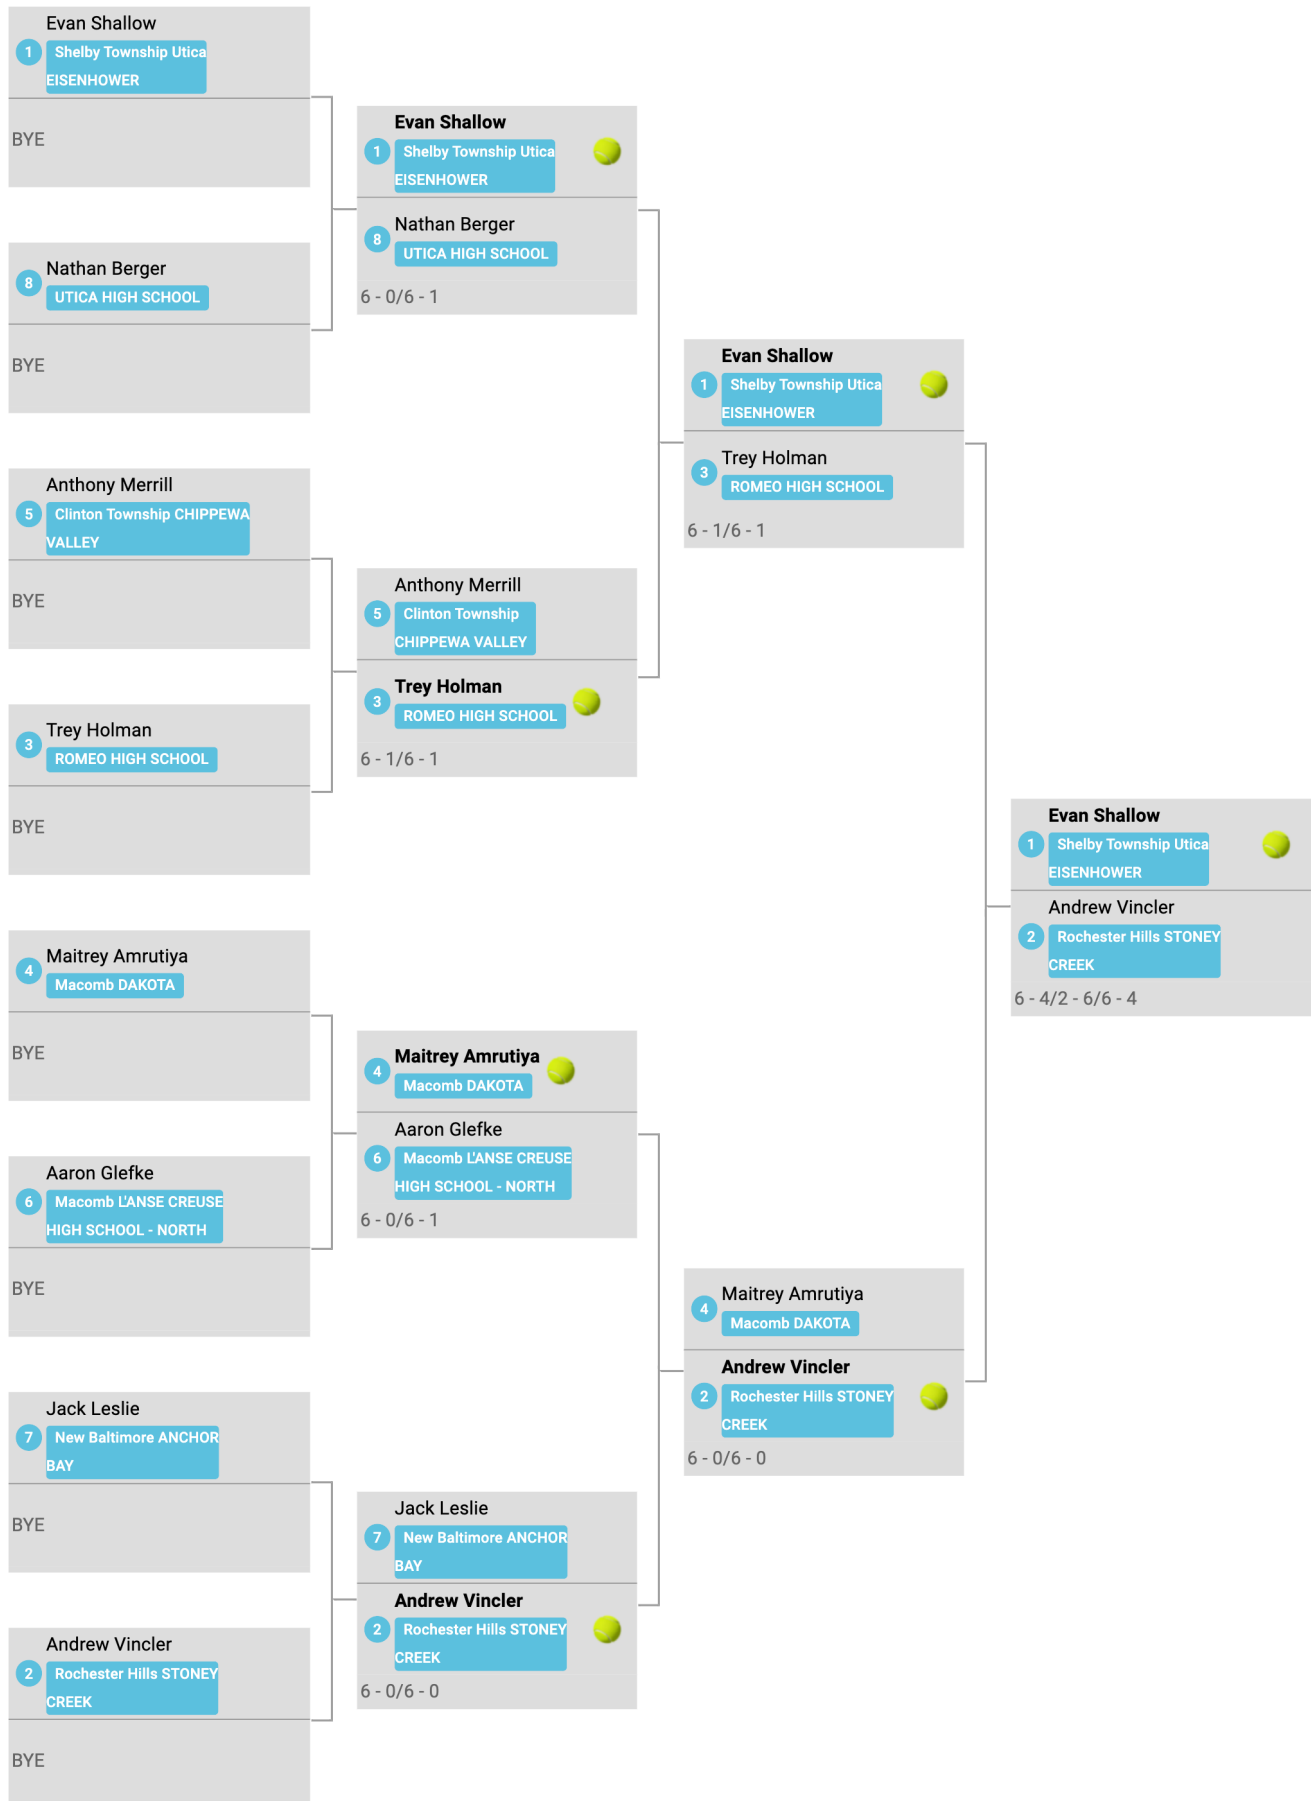 Evan Shallow
1 Shelby Township Utica
EISENHOWER
BYE
Nathan Berger
8 UTICA HIGH SCHOOL
BYE
Anthony Merrill
5 Clinton Township CHIPPEWA
VALLEY
BYE
Trey Holman
3 ROMEO HIGH SCHOOL
BYE
Maitrey Amrutiya
4 Macomb DAKOTA
BYE
Aaron Glefke
6 Macomb L'ANSE CREUSE
HIGH SCHOOL - NORTH
BYE
Jack Leslie
7 New Baltimore ANCHOR
BAY
BYE
Andrew Vincler
2 Rochester Hills STONEY
CREEK
BYE
Evan Shallow
1 Shelby Township Utica
EISENHOWER
Nathan Berger
8 UTICA HIGH SCHOOL
6 - 0/6 - 1
Anthony Merrill
5 Clinton Township
CHIPPEWA VALLEY
Trey Holman
3 ROMEO HIGH SCHOOL
6 - 1/6 - 1
Maitrey Amrutiya
4 Macomb DAKOTA
Aaron Glefke
6 Macomb L'ANSE CREUSE
HIGH SCHOOL - NORTH
6 - 0/6 - 1
Jack Leslie
7 New Baltimore ANCHOR
BAY
Andrew Vincler
2 Rochester Hills STONEY
CREEK
6 - 0/6 - 0
Evan Shallow
1 Shelby Township Utica
EISENHOWER
Trey Holman
3 ROMEO HIGH SCHOOL
6 - 1/6 - 1
Maitrey Amrutiya
4 Macomb DAKOTA
Andrew Vincler
2 Rochester Hills STONEY
CREEK
6 - 0/6 - 0
Evan Shallow
1 Shelby Township Utica
EISENHOWER
Andrew Vincler
2 Rochester Hills STONEY
CREEK
6 - 4/2 - 6/6 - 4